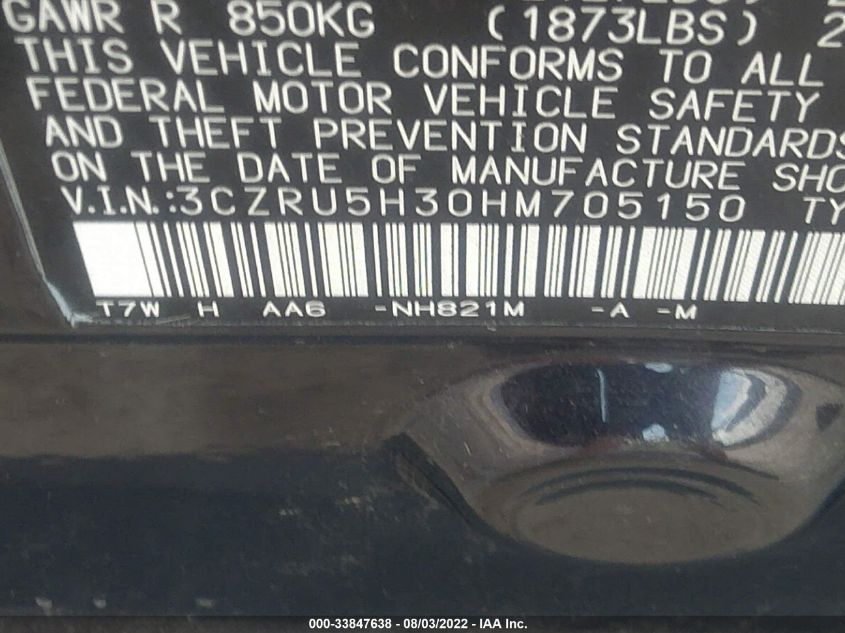 GAWR R 850KG (1873LBS) 2
THIS VEHICLE CONFORMS TO ALL
FEDERAL MOTOR VEHICLE SAFETY
AND THEFT PREVENTION STANDARDS
ON THE DATE OF MANUFACTURE SHO
V.I.N.:3CZRU5H30HM705150 TY
T7W H AA6 -NH821M -A -M
000-33847638 - 08/03/2022 - IAA Inc.